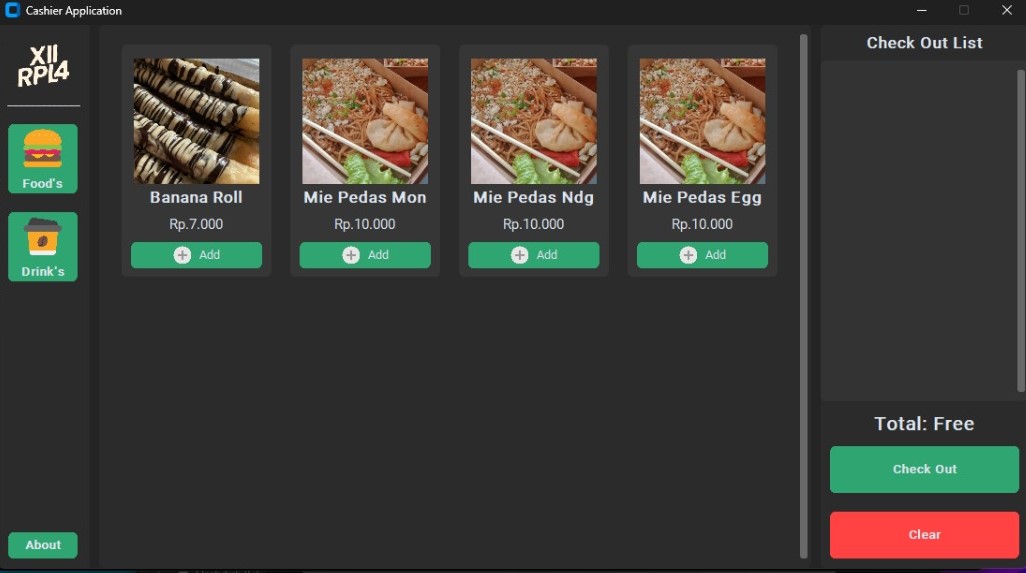 Cashier Application
XII
RPL4
Food's
Drink's
About
Banana Roll
Rp.7.000
Add
Mie Pedas Mon
Rp.10.000
Add
Mie Pedas Ndg
Rp.10.000
Add
Mie Pedas Egg
Rp.10.000
Add
Check Out List
Total: Free
Check Out
Clear